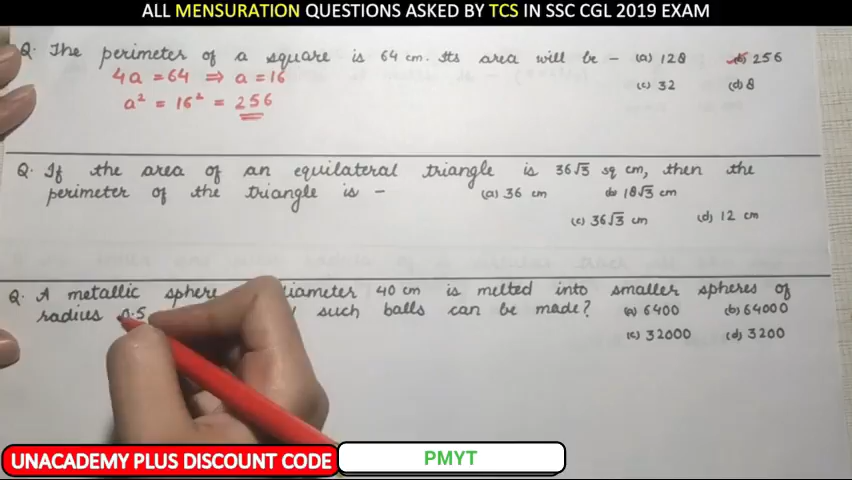 ALL MENSURATION QUESTIONS ASKED BY TCS IN SSC CGL 2019 EXAM
Q. The perimeter of a square is 64 cm. Its area will be - (a) 128 (b) 256
4a = 64 ⇒ a = 16 (c) 32 (d) 8
a² = 16² = 256
Q. If the area of an equilateral triangle is 36√3 sq cm, then the
perimeter of the triangle is - (a) 36 cm (b) 18√3 cm
(c) 36√3 cm (d) 12 cm
Q. A metallic sphere diameter 40 cm is melted into smaller spheres of
radius 0.5 such balls can be made? (a) 6400 (b) 64000
(c) 32000 (d) 3200
UNACADEMY PLUS DISCOUNT CODE PMYT